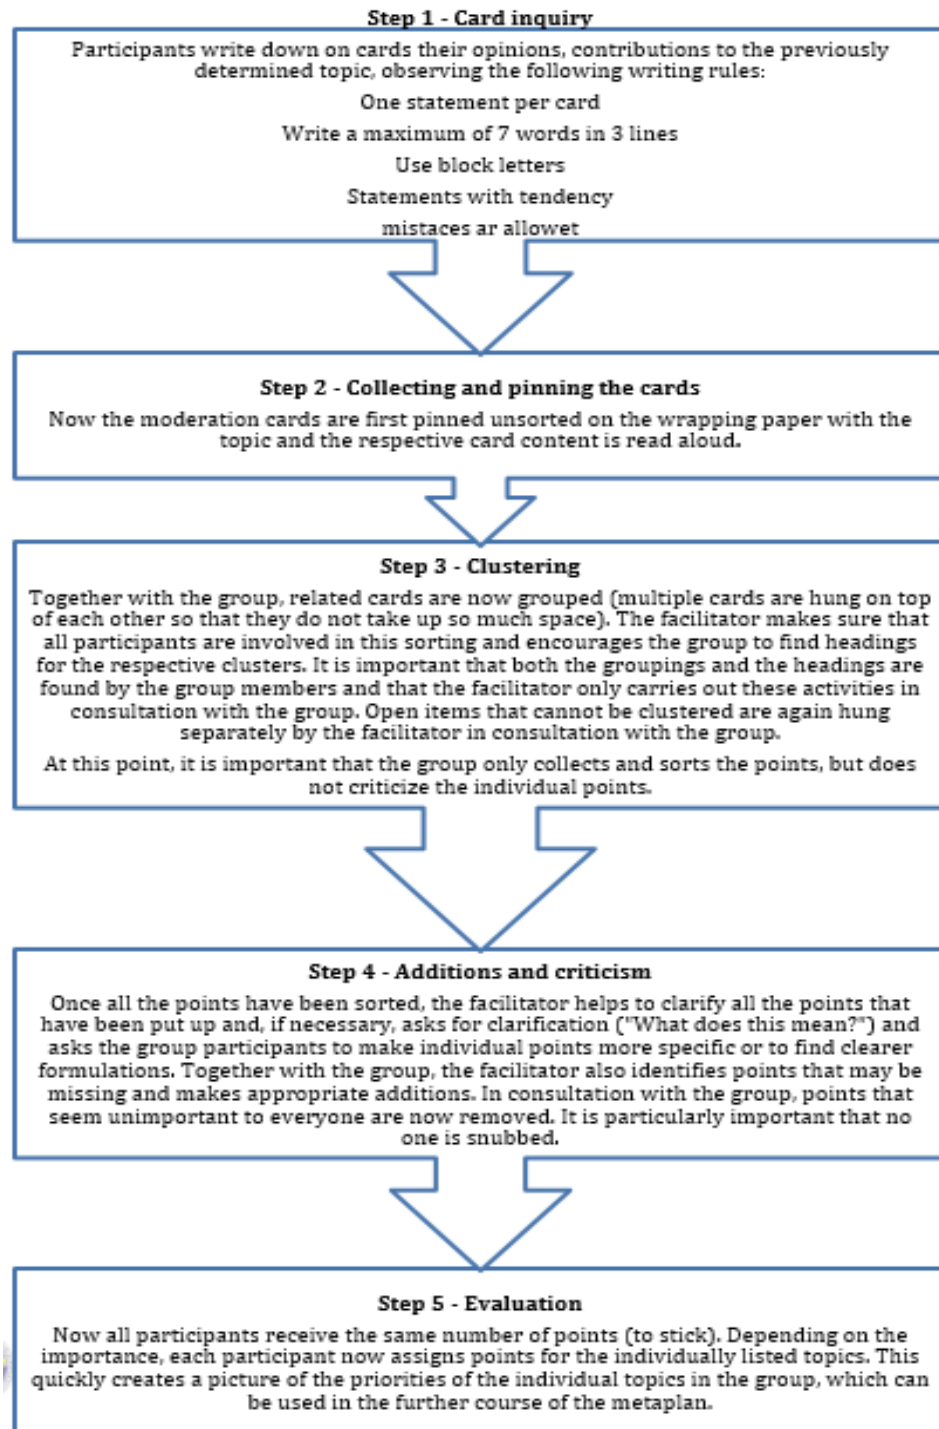 Step 1 - Card inquiry
Participants write down on cards their opinions, contributions to the previously
determined topic, observing the following writing rules:
One statement per card
Write a maximum of 7 words in 3 lines
Use block letters
Statements with tendency
mistaces ar allowet
Step 2 - Collecting and pinning the cards
Now the moderation cards are first pinned unsorted on the wrapping paper with the
topic and the respective card content is read aloud.
Step 3 - Clustering
Together with the group, related cards are now grouped (multiple cards are hung on top
of each other so that they do not take up so much space). The facilitator makes sure that
all participants are involved in this sorting and encourages the group to find headings
for the respective clusters. It is important that both the groupings and the headings are
found by the group members and that the facilitator only carries out these activities in
consultation with the group. Open items that cannot be clustered are again hung
separately by the facilitator in consultation with the group.
At this point, it is important that the group only collects and sorts the points, but does
not criticize the individual points.
Step 4 - Additions and criticism
Once all the points have been sorted, the facilitator helps to clarify all the points that
have been put up and, if necessary, asks for clarification ("What does this mean?") and
asks the group participants to make individual points more specific or to find clearer
formulations. Together with the group, the facilitator also identifies points that may be
missing and makes appropriate additions. In consultation with the group, points that
seem unimportant to everyone are now removed. It is particularly important that no
one is snubbed.
Step 5 - Evaluation
Now all participants receive the same number of points (to stick). Depending on the
importance, each participant now assigns points for the individually listed topics. This
quickly creates a picture of the priorities of the individual topics in the group, which can
be used in the further course of the metaplan.